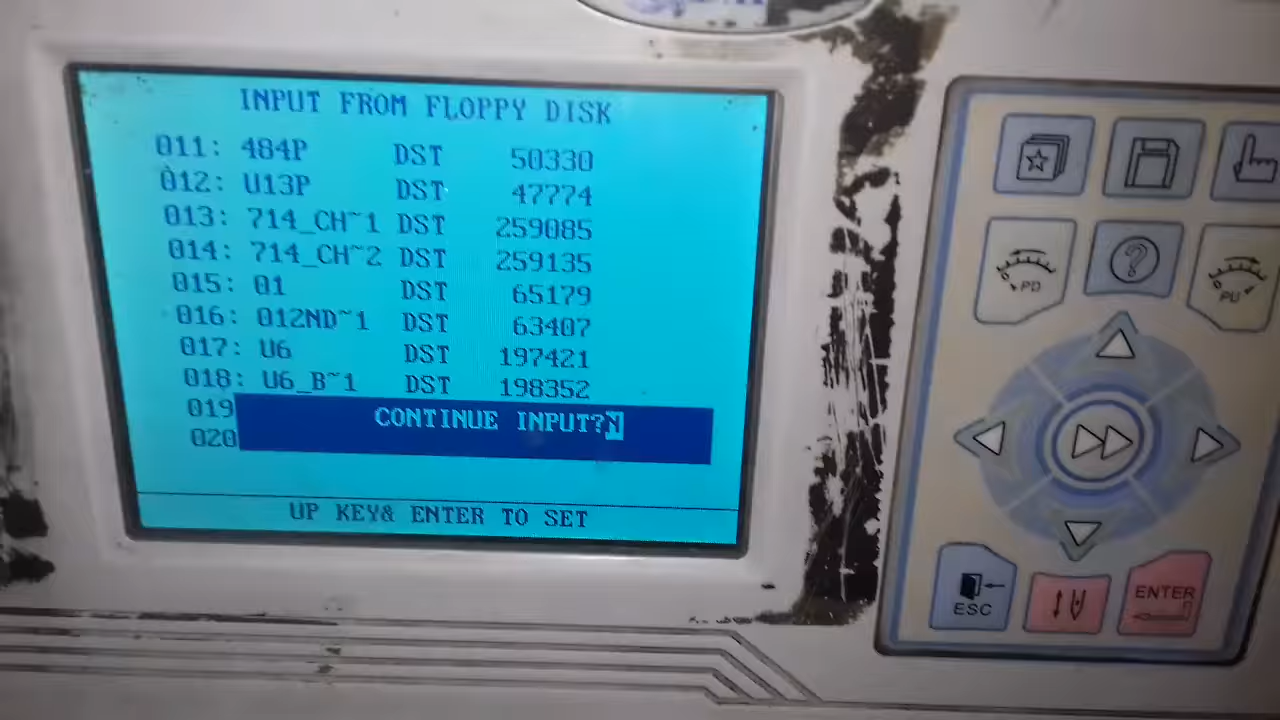 INPUT FROM FLOPPY DISK
011: 484P DST 50330
012: U13P DST 47774
013: 714_CH~1 DST 259085
014: 714_CH~2 DST 259135
015: 01 DST 65179
016: 012ND~1 DST 63407
017: U6 DST 197421
018: U6_B~1 DST 198352
019
020
CONTINUE INPUT?N
UP KEY& ENTER TO SET
?
PD
PU
ESC
ENTER